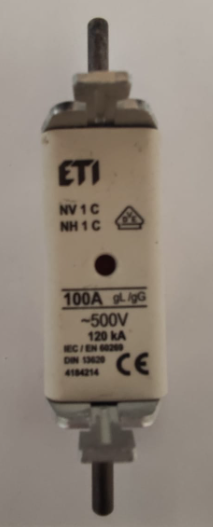 ETI
NV 1 C
NH 1 C
100A gL/gG
~500V
120 kA
IEC / EN 60269
DIN 13620
4184214
CE